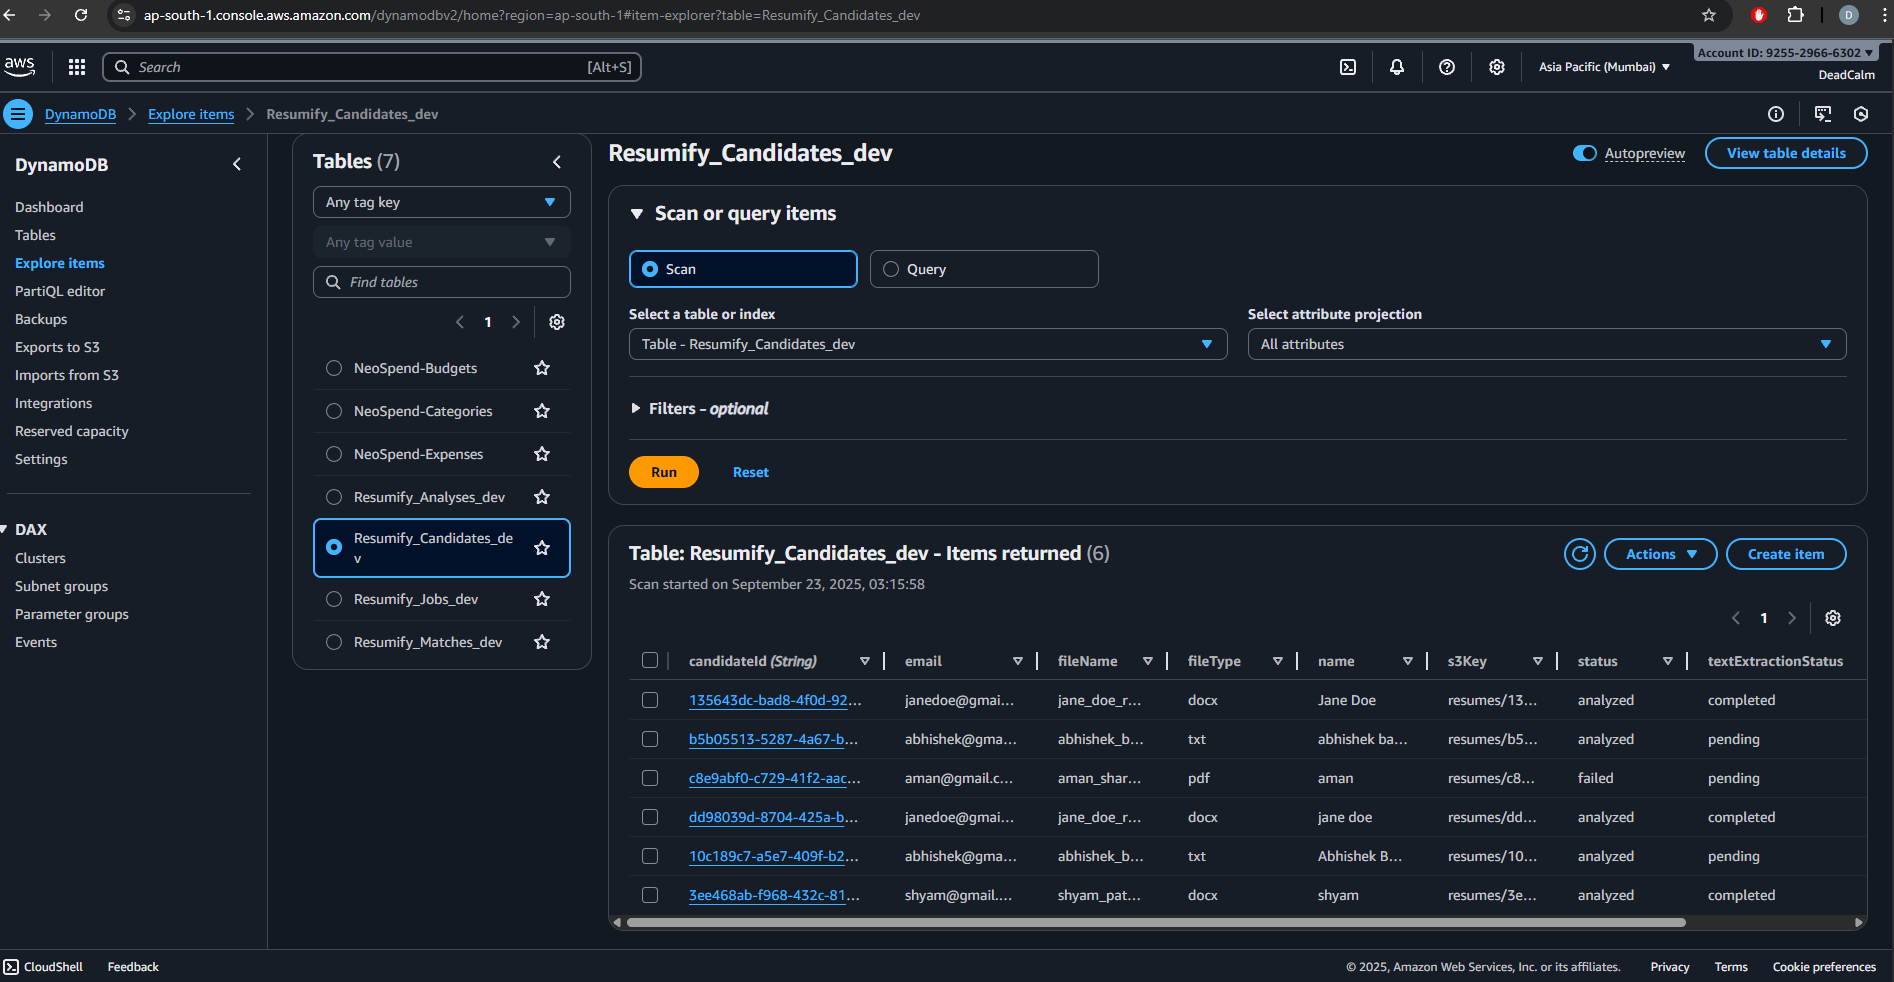 ap-south-1.console.aws.amazon.com/dynamodbv2/home?region=ap-south-1#item-explorer?table=Resumify_Candidates_dev
D
aws
Search [Alt+S]
Asia Pacific (Mumbai)
Account ID: 9255-2966-6302
DeadCalm
DynamoDB
Explore items
Resumify_Candidates_dev
DynamoDB
Dashboard
Tables
Explore items
PartiQL editor
Backups
Exports to S3
Imports from S3
Integrations
Reserved capacity
Settings
DAX
Clusters
Subnet groups
Parameter groups
Events
Tables (7)
Any tag key
Any tag value
Find tables
1
NeoSpend-Budgets
NeoSpend-Categories
NeoSpend-Expenses
Resumify_Analyses_dev
Resumify_Candidates_de
v
Resumify_Jobs_dev
Resumify_Matches_dev
Resumify_Candidates_dev
Autopreview
View table details
Scan or query items
Scan
Query
Select a table or index
Table - Resumify_Candidates_dev
Select attribute projection
All attributes
Filters - optional
Run
Reset
Table: Resumify_Candidates_dev - Items returned (6)
Scan started on September 23, 2025, 03:15:58
Actions
Create item
1
candidateId (String) email fileName fileType name s3Key status textExtractionStatus
135643dc-bad8-4f0d-92... janedoe@gmai... jane_doe_r... docx Jane Doe resumes/13... analyzed completed
b5b05513-5287-4a67-b... abhishek@gma... abhishek_b... txt abhishek ba... resumes/b5... analyzed pending
c8e9abf0-c729-41f2-aac... aman@gmail.c... aman_shar... pdf aman resumes/c8... failed pending
dd98039d-8704-425a-b... janedoe@gmai... jane_doe_r... docx jane doe resumes/dd... analyzed completed
10c189c7-a5e7-409f-b2... abhishek@gma... abhishek_b... txt Abhishek B... resumes/10... analyzed pending
3ee468ab-f968-432c-81... shyam@gmail.... shyam_pat... docx shyam resumes/3e... analyzed completed
CloudShell
Feedback
© 2025, Amazon Web Services, Inc. or its affiliates.
Privacy
Terms
Cookie preferences